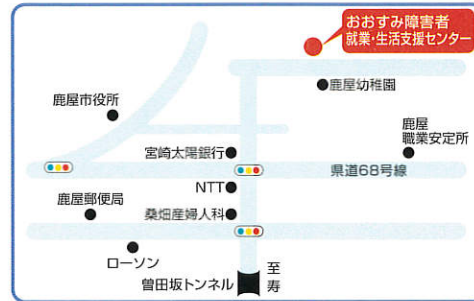 おおすみ障害者
就業・生活支援センター
鹿屋幼稚園
鹿屋市役所
鹿屋
職業安定所
宮崎太陽銀行
県道68号線
NTT
鹿屋郵便局
桑畑産婦人科
ローソン
曽田坂トンネル
至
寿